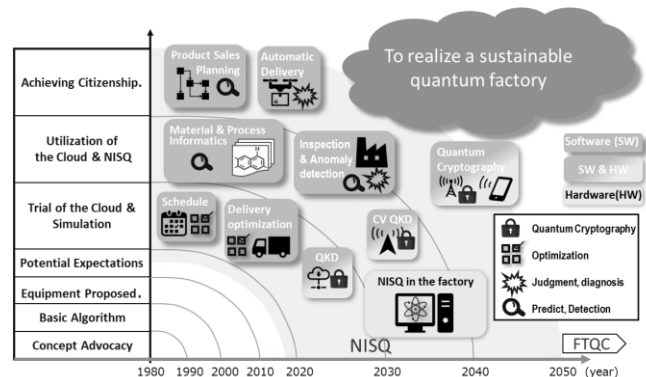 To realize a sustainable
quantum factory
Achieving Citizenship.
Product Sales
Planning
Automatic
Delivery
Utilization of
the Cloud & NISQ
Material & Process
Informatics
Inspection
& Anomaly
detection
Quantum
Cryptography
Software (SW)
SW & HW
Hardware(HW)
Trial of the Cloud &
Simulation
Schedule
Delivery
optimization
QKD
CV QKD
Quantum Cryptography
Optimization
Judgment, diagnosis
Predict, Detection
Potential Expectations
Equipment Proposed.
Basic Algorithm
Concept Advocacy
NISQ in the factory
NISQ
FTQC
1980 1990 2000 2010 2020 2030 2040 2050 (year)